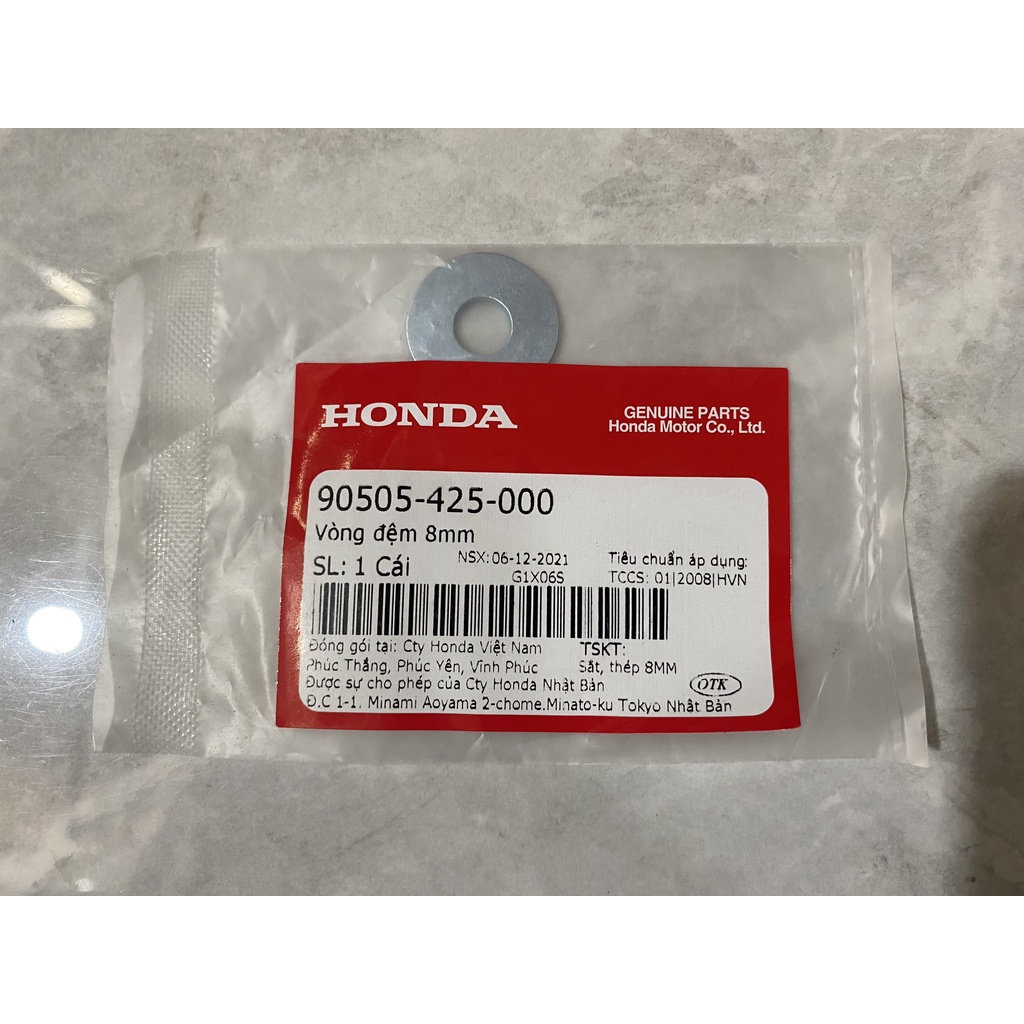 HONDA
GENUINE PARTS
Honda Motor Co., Ltd.
90505-425-000
Vòng đệm 8mm
SL: 1 Cái
NSX: 06-12-2021
G1X06S
Tiêu chuẩn áp dụng:
TCCS: 01|2008|HVN
Đóng gói tại: Cty Honda Việt Nam
Phúc Thắng, Phúc Yên, Vĩnh Phúc
TSKT:
Sắt, thép 8MM
Được sự cho phép của Cty Honda Nhật Bản
Đ.C 1-1. Minami Aoyama 2-chome.Minato-ku Tokyo Nhật Bản
OTK